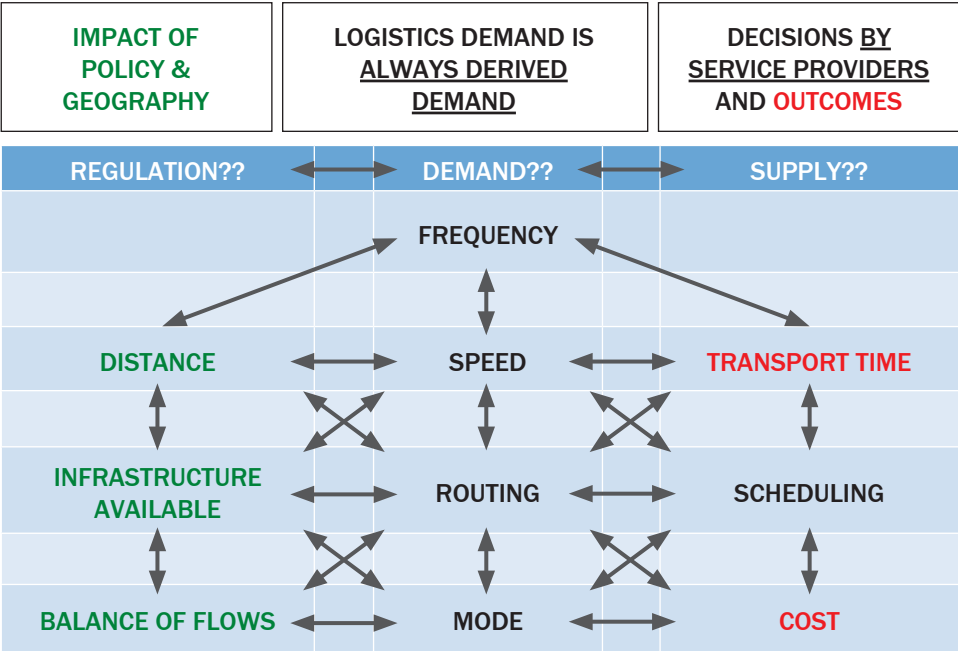 IMPACT OF
POLICY &
GEOGRAPHY
LOGISTICS DEMAND IS
ALWAYS DERIVED
DEMAND
DECISIONS BY
SERVICE PROVIDERS
AND OUTCOMES
REGULATION??
DEMAND??
SUPPLY??
FREQUENCY
DISTANCE
SPEED
TRANSPORT TIME
INFRASTRUCTURE
AVAILABLE
ROUTING
SCHEDULING
BALANCE OF FLOWS
MODE
COST